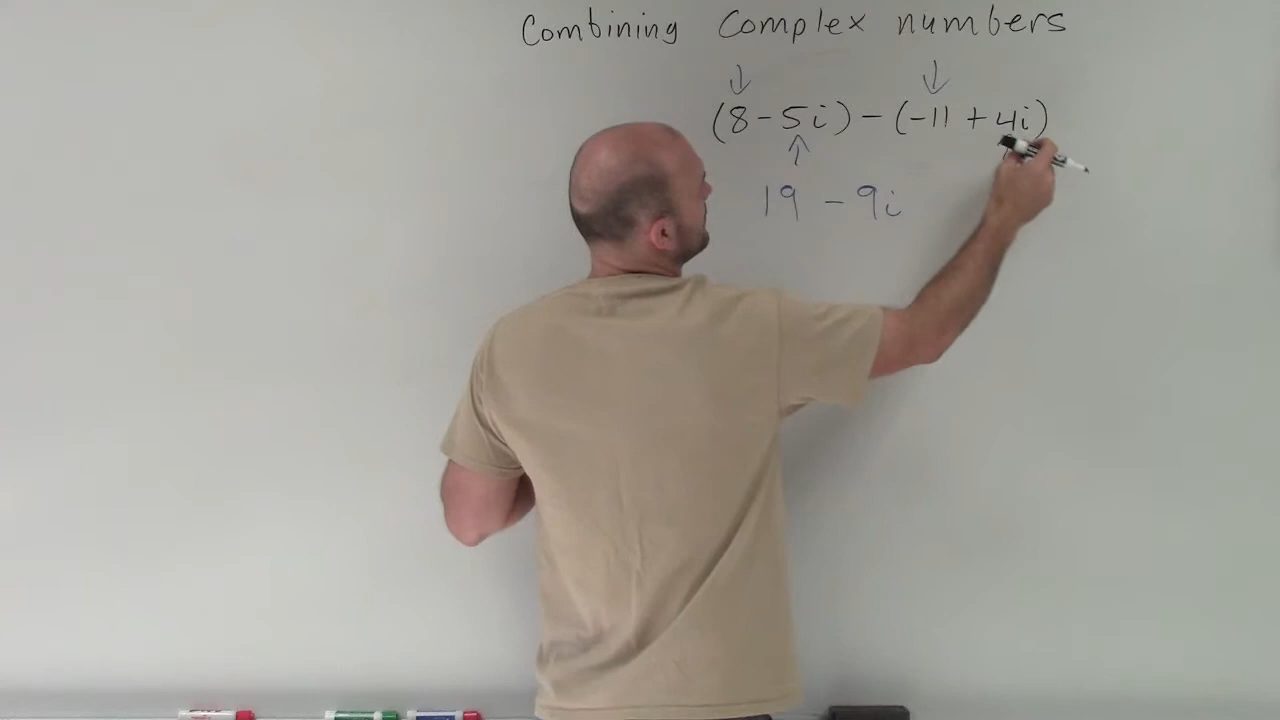 Combining Complex numbers
(8-5i) - (-11 + 4i)
19 - 9i